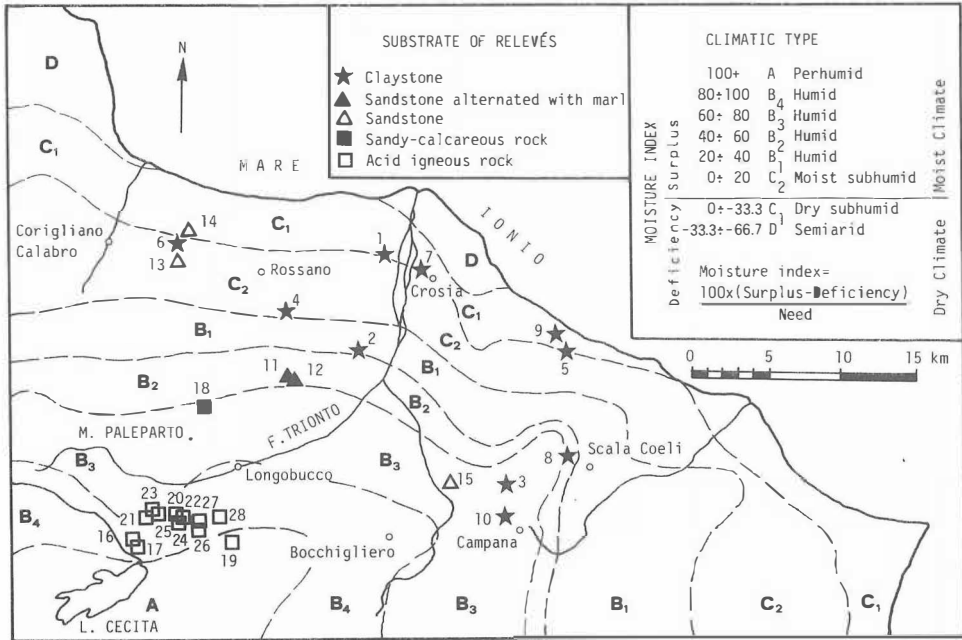 SUBSTRATE OF RELEVÉS
★ Claystone
▲ Sandstone alternated with marl
△ Sandstone
■ Sandy-calcareous rock
□ Acid igneous rock
CLIMATIC TYPE
100+ A Perhumid
80÷100 B4 Humid
60÷ 80 B3 Humid
40÷ 60 B2 Humid
20÷ 40 B1 Humid
0÷ 20 C2 Moist subhumid
0÷-33.3 C1 Dry subhumid
-33.3÷-66.7 D Semiarid
MOISTURE INDEX
Deficiency Surplus
Dry Climate Moist Climate
Moisture index=
100x(Surplus-Deficiency)
Need
0 5 10 15 km
N
D
C1
MARE
IONIO
C1
D
14
6
13
Corigliano
Calabro
Rossano
1
7
Crosia
C2
C1
C2
4
9
5
B1
2
B1
B2
11
12
B2
18
M. PALEPARTO
F. TRIONTO
B3
Longobucco
B3
15
3
8
Scala Coeli
10
Campana
B4
23
20
22
27
21
28
16
25
24
26
17
19
Bocchigliero
A
L. CECITA
B4
B3
B1
C2
C1